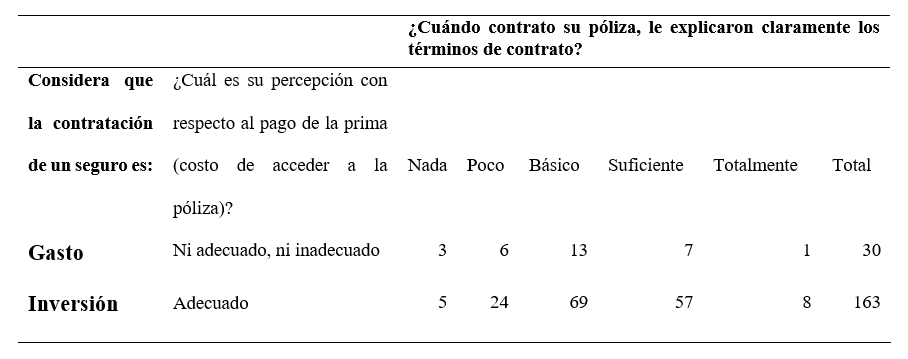 ¿Cuándo contrato su póliza, le explicaron claramente los
términos de contrato?
Considera que ¿Cuál es su percepción con
la contratación respecto al pago de la prima
de un seguro es: (costo de acceder a la Nada Poco Básico Suficiente Totalmente Total
póliza)?
Gasto Ni adecuado, ni inadecuado 3 6 13 7 1 30
Inversión Adecuado 5 24 69 57 8 163